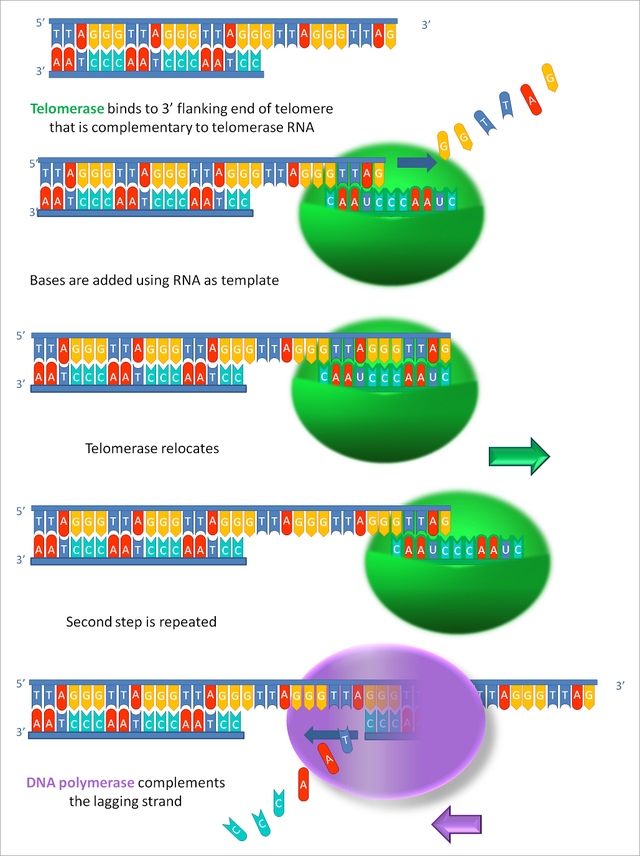 5' TTAGGGTTAGGGTTAGGGTTAGGGTTAG 3'
3' AATCCCAATCCCAATCC
Telomerase binds to 3' flanking end of telomere
that is complementary to telomerase RNA
G G T T A G
5' TTAGGGTTAGGGTTAGGGTTAGGGTTAG
3' AATCCCAATCCCAATCC CAAUCCCAAUC
Bases are added using RNA as template
5' TTAGGGTTAGGGTTAGGGTTAGGGTTAGGGTTAG
3' AATCCCAATCCCAATCC CAAUCCCAAUC
Telomerase relocates
5' TTAGGGTTAGGGTTAGGGTTAGGGTTAGGGTTAG
3' AATCCCAATCCCAATCC CAAUCCCAAUC
Second step is repeated
5' TTAGGGTTAGGGTTAGGGTTAGGGTTAGGGT TTAGGGTTAG 3'
3' AATCCCAATCCCAATCC CCCA
T A A C C C
DNA polymerase complements
the lagging strand